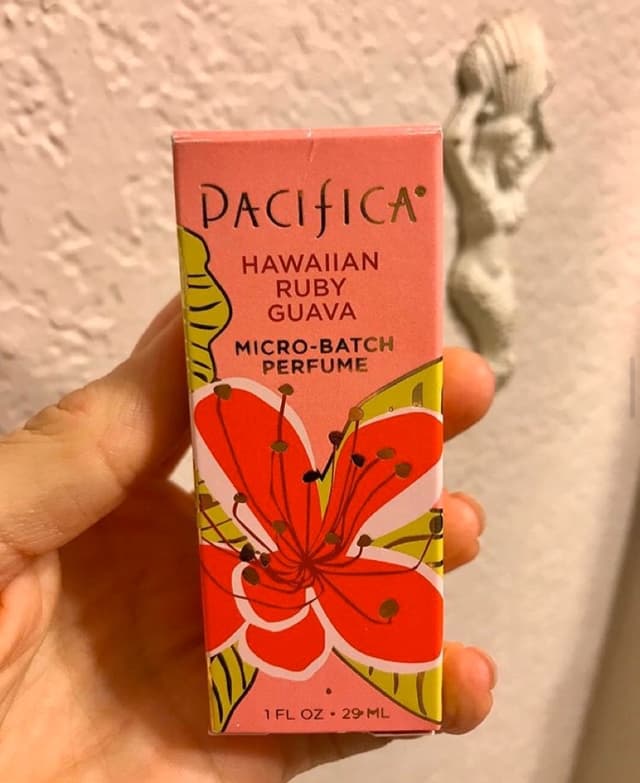 PACIFICA
HAWAIIAN
RUBY
GUAVA
MICRO-BATCH
PERFUME
1 FL OZ • 29 ML